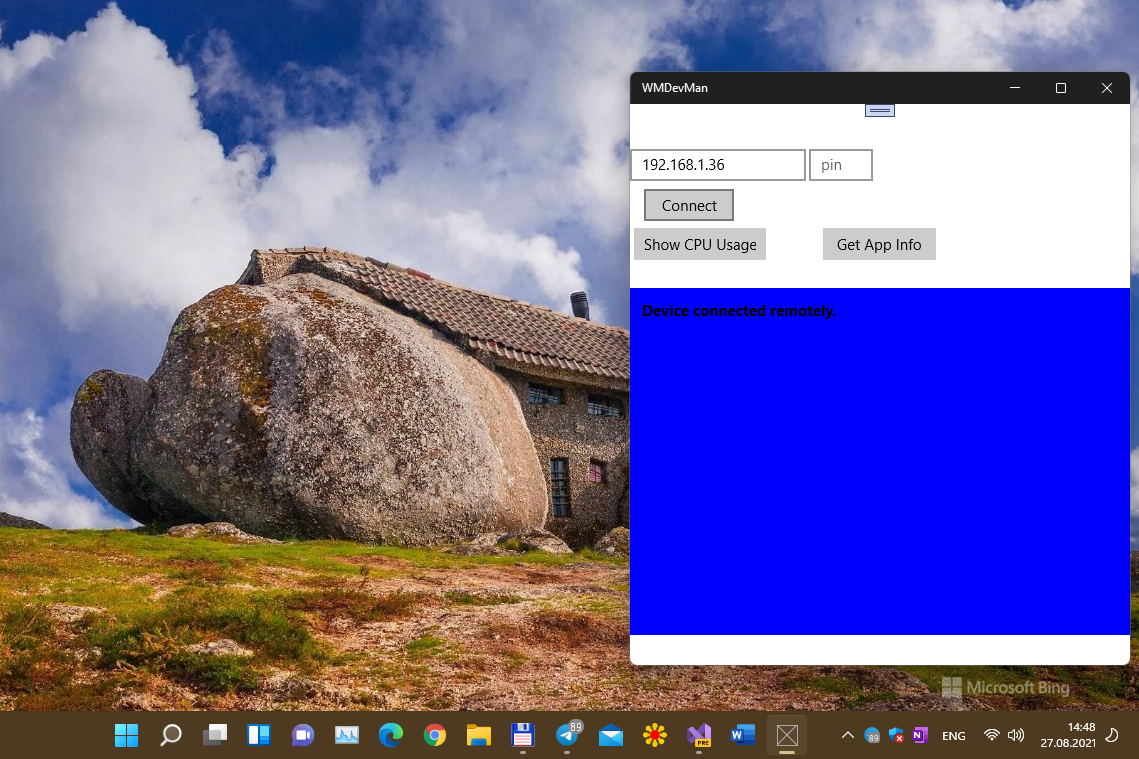 WMDevMan
192.168.1.36
pin
Connect
Show CPU Usage
Get App Info
Device connected remotely.
Microsoft Bing
89
PRE
W
89
N
ENG
14:48
27.08.2021